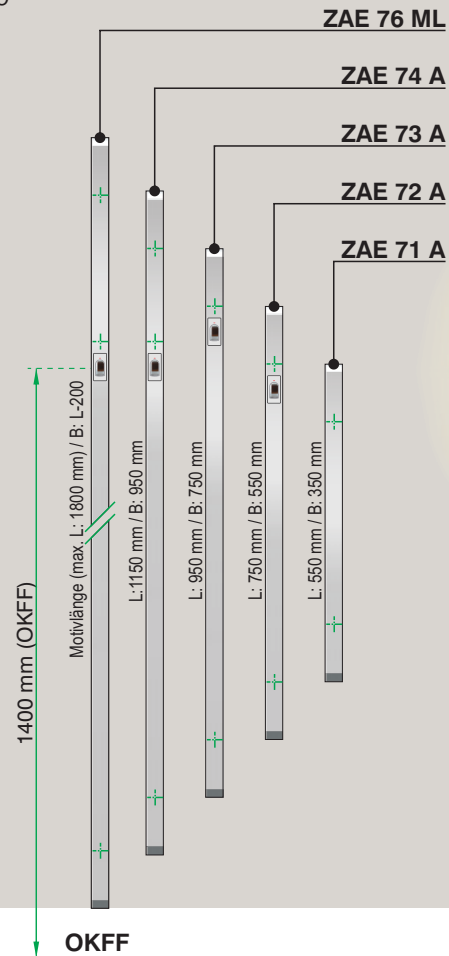 ZAE 76 ML
ZAE 74 A
ZAE 73 A
ZAE 72 A
ZAE 71 A
Motivlänge (max. L: 1800 mm) / B: L-200
L:1150 mm / B: 950 mm
L: 950 mm / B: 750 mm
L: 750 mm / B: 550 mm
L: 550 mm / B: 350 mm
1400 mm (OKFF)
OKFF